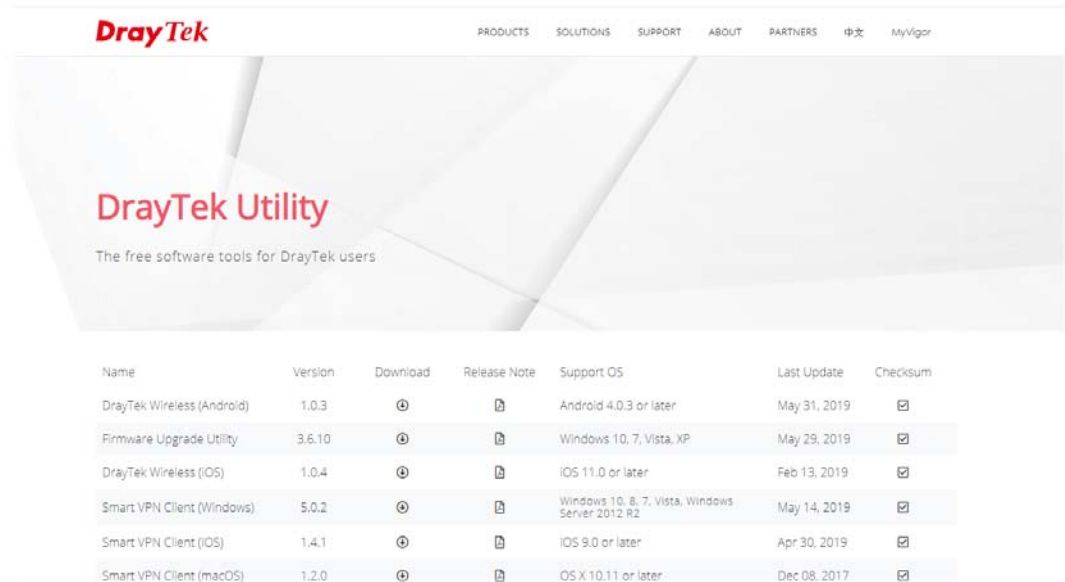 DrayTek
PRODUCTS SOLUTIONS SUPPORT ABOUT PARTNERS 中文 MyVigor
DrayTek Utility
The free software tools for DrayTek users
Name Version Download Release Note Support OS Last Update Checksum
DrayTek Wireless (Android) 1.0.3 Android 4.0.3 or later May 31, 2019
Firmware Upgrade Utility 3.6.10 Windows 10, 7, Vista, XP May 29, 2019
DrayTek Wireless (iOS) 1.0.4 iOS 11.0 or later Feb 13, 2019
Smart VPN Client (Windows) 5.0.2 Windows 10, 8, 7, Vista, Windows
Server 2012 R2 May 14, 2019
Smart VPN Client (iOS) 1.4.1 iOS 9.0 or later Apr 30, 2019
Smart VPN Client (macOS) 1.2.0 OS X 10.11 or later Dec 08, 2017